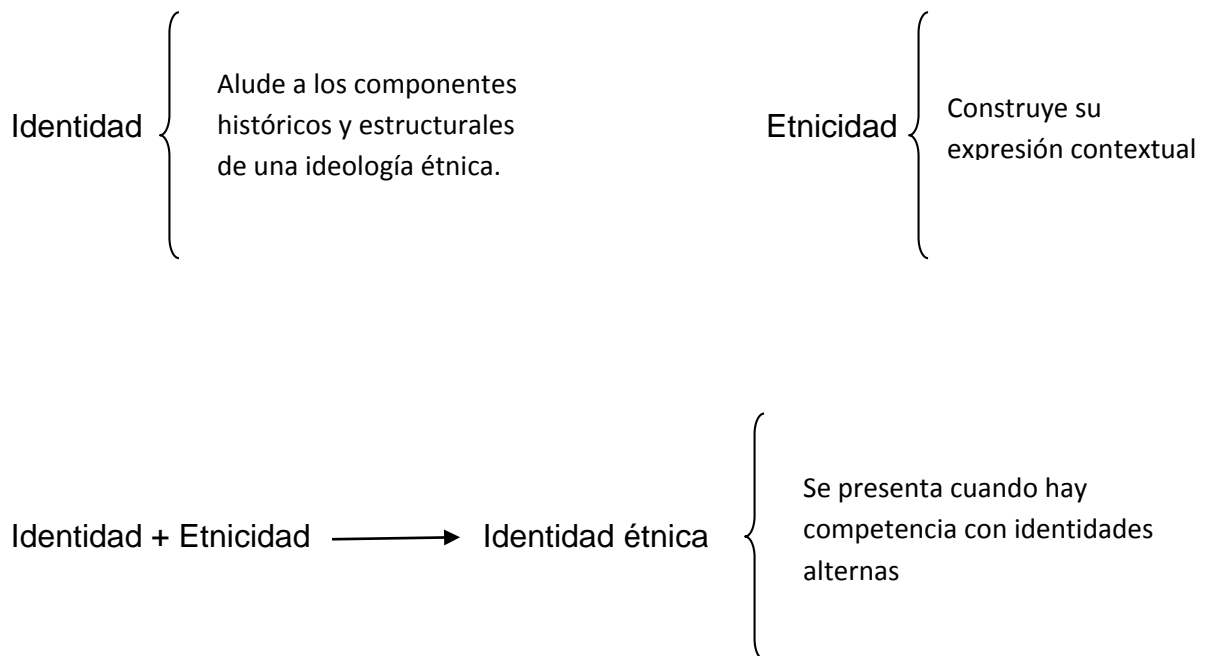 Identidad
Alude a los componentes
históricos y estructurales
de una ideología étnica.
Etnicidad
Construye su
expresión contextual
Identidad + Etnicidad
Identidad étnica
Se presenta cuando hay
competencia con identidades
alternas